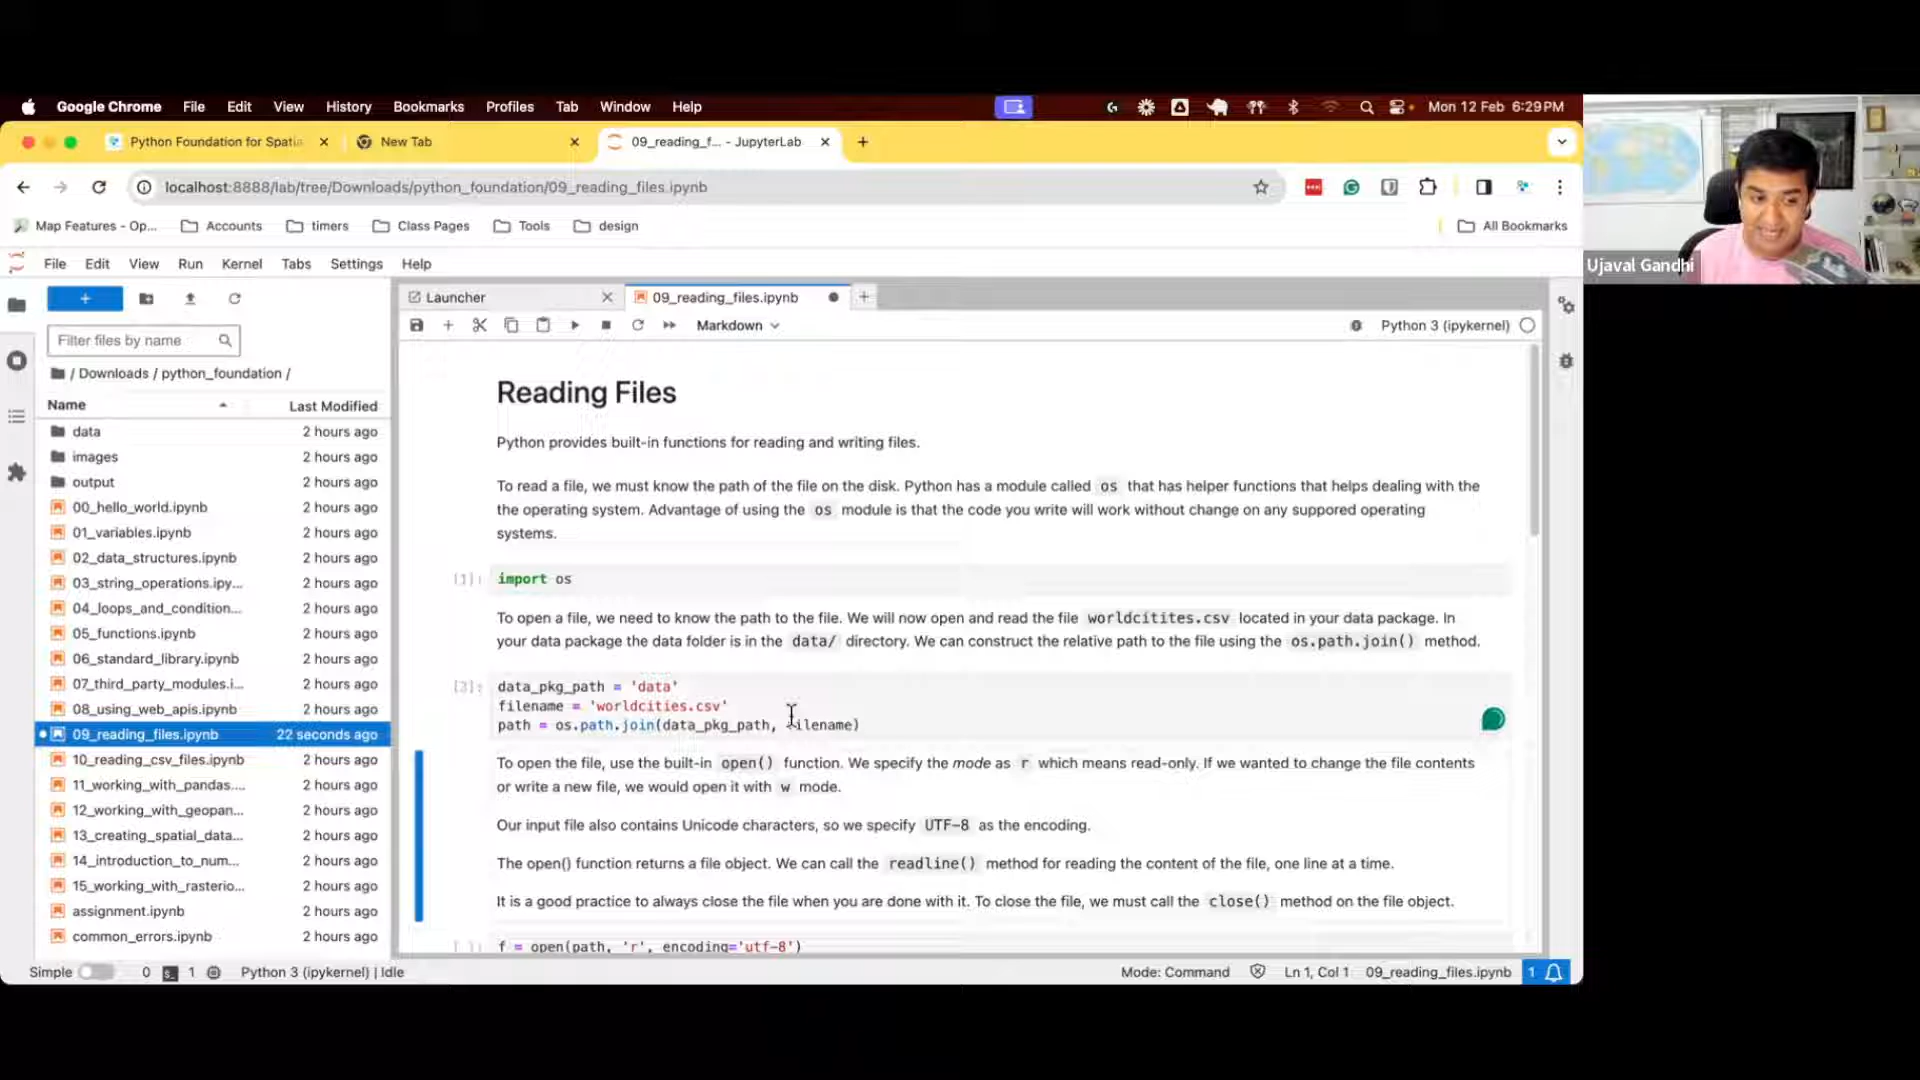 Google Chrome File Edit View History Bookmarks Profiles Tab Window Help Mon 12 Feb 6:29 PM
Python Foundation for Spatia New Tab 09_reading_f... - JupyterLab
localhost:8888/lab/tree/Downloads/python_foundation/09_reading_files.ipynb
Map Features - Op... Accounts timers Class Pages Tools design All Bookmarks
Ujaval Gandhi
File Edit View Run Kernel Tabs Settings Help
Launcher 09_reading_files.ipynb
Markdown Python 3 (ipykernel)
Filter files by name
/ Downloads / python_foundation /
Name Last Modified
data 2 hours ago
images 2 hours ago
output 2 hours ago
00_hello_world.ipynb 2 hours ago
01_variables.ipynb 2 hours ago
02_data_structures.ipynb 2 hours ago
03_string_operations.ipy... 2 hours ago
04_loops_and_condition... 2 hours ago
05_functions.ipynb 2 hours ago
06_standard_library.ipynb 2 hours ago
07_third_party_modules.i... 2 hours ago
08_using_web_apis.ipynb 2 hours ago
09_reading_files.ipynb 22 seconds ago
10_reading_csv_files.ipynb 2 hours ago
11_working_with_pandas.... 2 hours ago
12_working_with_geopan... 2 hours ago
13_creating_spatial_data... 2 hours ago
14_introduction_to_num... 2 hours ago
15_working_with_rasterio... 2 hours ago
assignment.ipynb 2 hours ago
common_errors.ipynb 2 hours ago
Reading Files
Python provides built-in functions for reading and writing files.
To read a file, we must know the path of the file on the disk. Python has a module called os that has helper functions that helps dealing with the
the operating system. Advantage of using the os module is that the code you write will work without change on any suppored operating
systems.
[1]: import os
To open a file, we need to know the path to the file. We will now open and read the file worldcitites.csv located in your data package. In
your data package the data folder is in the data/ directory. We can construct the relative path to the file using the os.path.join() method.
data_pkg_path = 'data'
filename = 'worldcities.csv'
path = os.path.join(data_pkg_path, filename)
To open the file, use the built-in open() function. We specify the mode as r which means read-only. If we wanted to change the file contents
or write a new file, we would open it with w mode.
Our input file also contains Unicode characters, so we specify UTF-8 as the encoding.
The open() function returns a file object. We can call the readline() method for reading the content of the file, one line at a time.
It is a good practice to always close the file when you are done with it. To close the file, we must call the close() method on the file object.
[ ]: f = open(path, 'r', encoding='utf-8')
Simple 0 1 Python 3 (ipykernel) | Idle Mode: Command Ln 1, Col 1 09_reading_files.ipynb 1